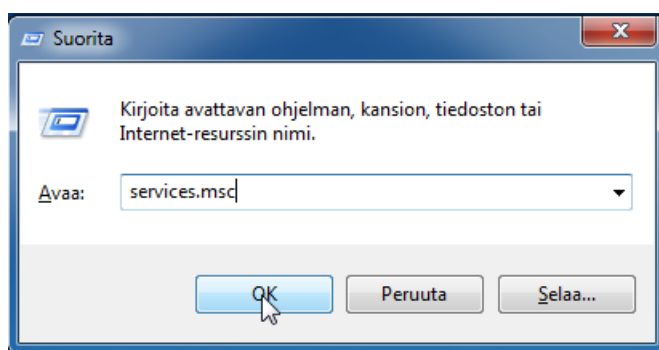 Suorita
Kirjoita avattavan ohjelman, kansion, tiedoston tai
Internet-resurssin nimi.
Avaa: services.msc
OK Peruuta Selaa...